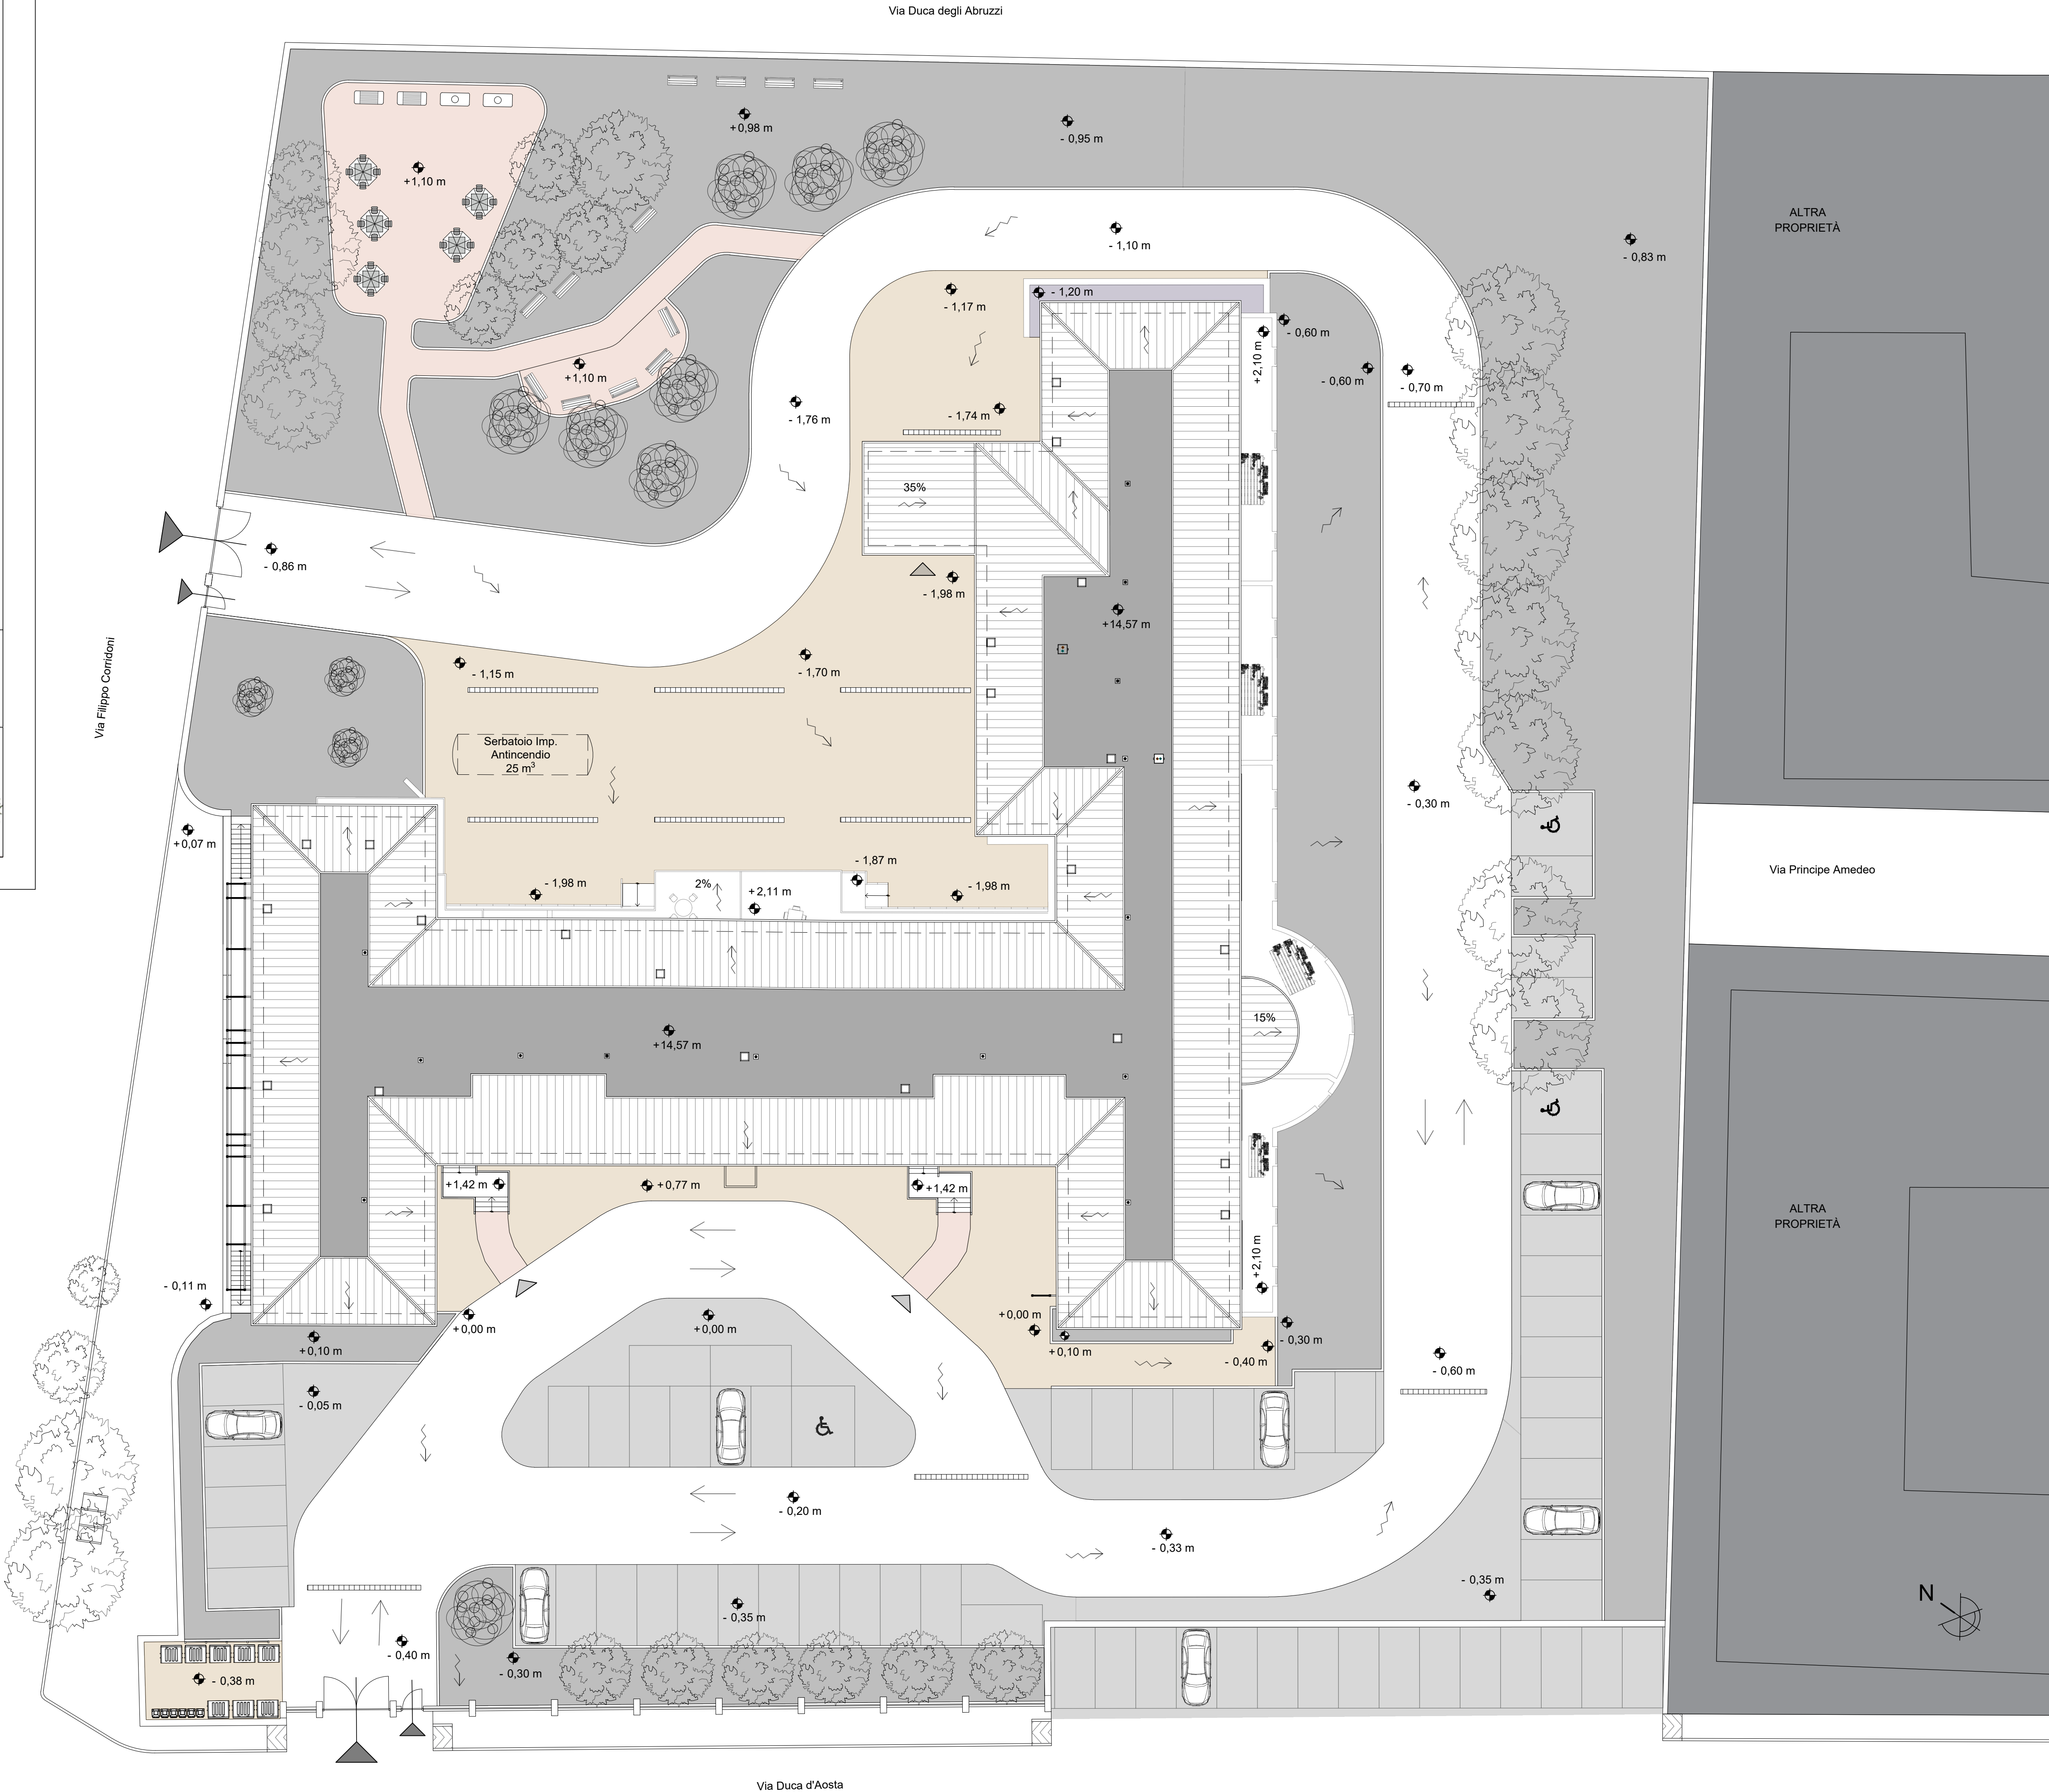 Via Duca degli Abruzzi
+0,98 m
- 0,95 m
+1,10 m
ALTRA
PROPRIETÀ
- 1,10 m
- 0,83 m
- 1,17 m
- 1,20 m
- 0,60 m
+2,10 m
+1,10 m
- 0,60 m
- 0,70 m
- 1,76 m
- 1,74 m
35%
- 0,86 m
- 1,98 m
+14,57 m
Via Filippo Corridoni
- 1,15 m
- 1,70 m
Serbatoio Imp.
Antincendio
25 m³
- 0,30 m
+0,07 m
- 1,87 m
Via Principe Amedeo
- 1,98 m
2%
+2,11 m
- 1,98 m
15%
+14,57 m
+1,42 m
+0,77 m
+1,42 m
ALTRA
PROPRIETÀ
+2,10 m
- 0,11 m
+0,00 m
+0,00 m
+0,00 m
- 0,30 m
+0,10 m
+0,10 m
- 0,40 m
- 0,60 m
- 0,05 m
- 0,20 m
- 0,33 m
- 0,35 m
- 0,35 m
N
- 0,40 m
- 0,30 m
- 0,38 m
Via Duca d'Aosta